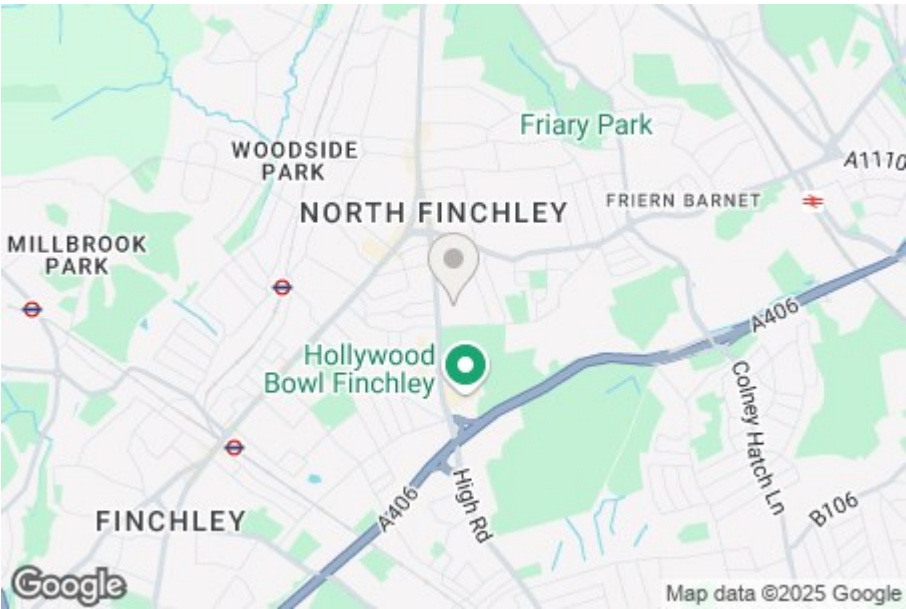 Friary Park
WOODSIDE
PARK
A1110
NORTH FINCHLEY
FRIERN BARNET
MILLBROOK
PARK
A406
Hollywood
Bowl Finchley
Colney Hatch Ln
High Rd
A406
B106
FINCHLEY
Google
Map data ©2025 Google